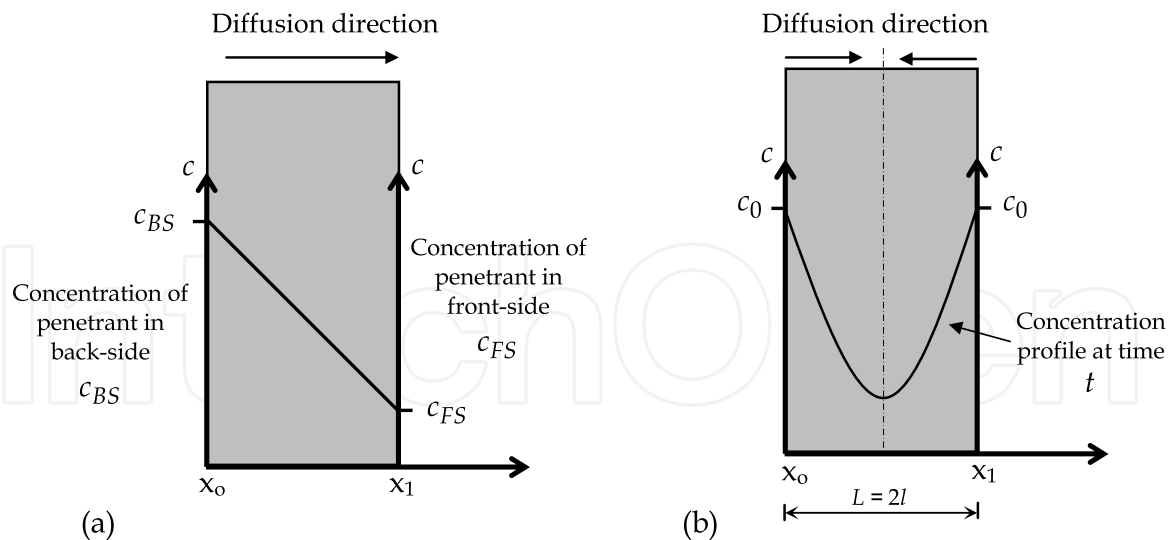 Diffusion direction
c
c
c_BS
Concentration of
penetrant in
back-side
c_BS
Concentration of
penetrant in
front-side
c_FS
c_FS
x_o
x_1
(a)
Diffusion direction
c
c
c_0
c_0
Concentration
profile at time
t
x_o
x_1
L = 2l
(b)
IntechOpen